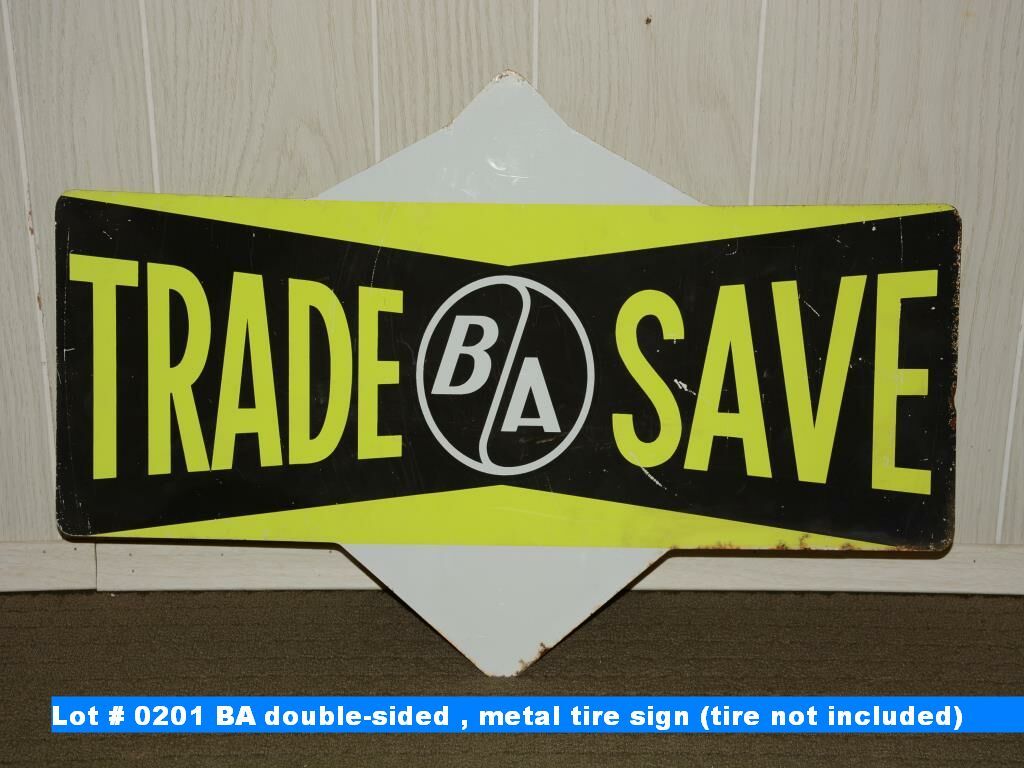 TRADE B/A SAVE
Lot # 0201 BA double-sided , metal tire sign (tire not included)